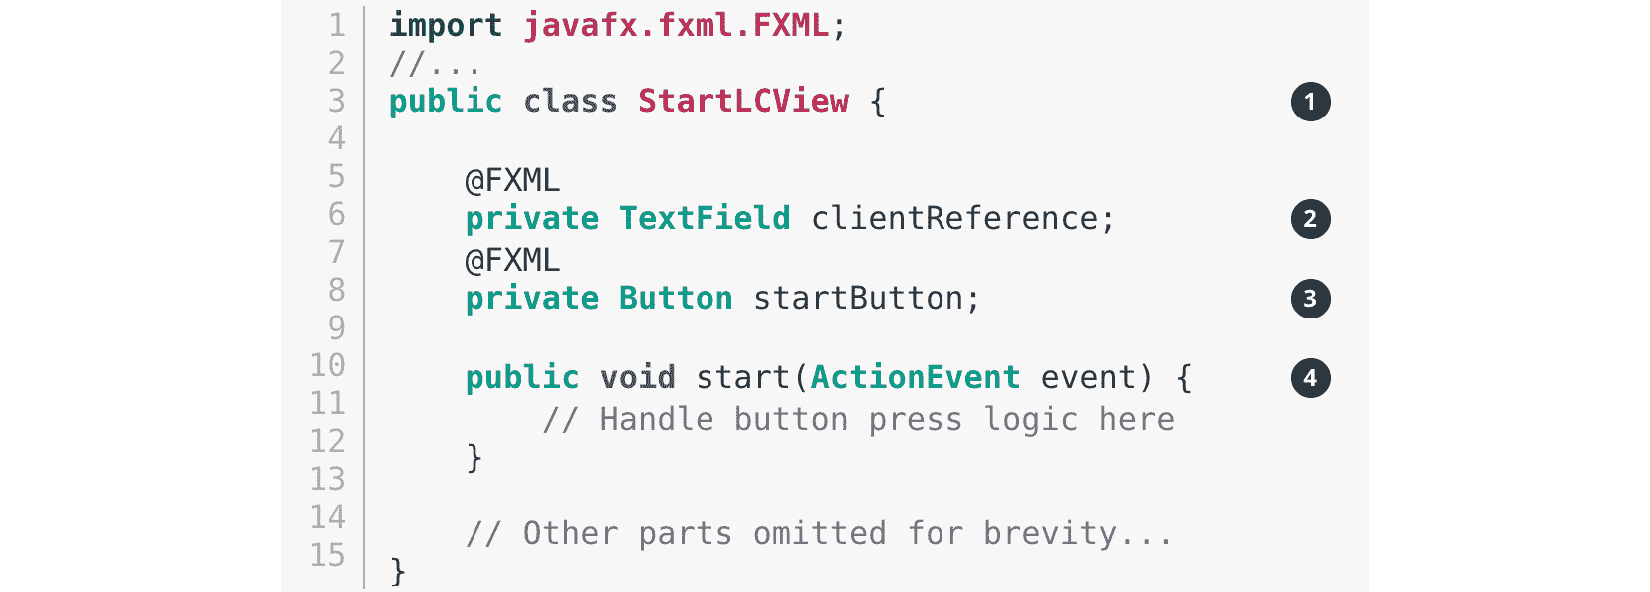 1 import javafx.fxml.FXML;
2 //...
3 public class StartLCView { 1
4
5 @FXML
6 private TextField clientReference; 2
7 @FXML
8 private Button startButton; 3
9
10 public void start(ActionEvent event) { 4
11 // Handle button press logic here
12 }
13
14 // Other parts omitted for brevity...
15 }